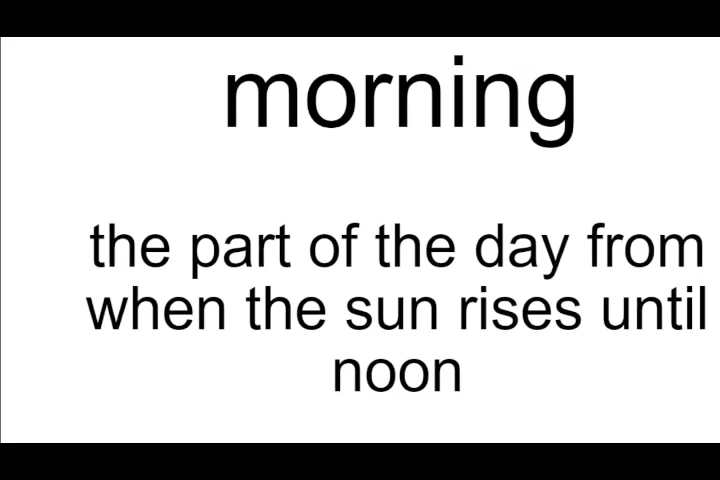 morning
the part of the day from
when the sun rises until
noon